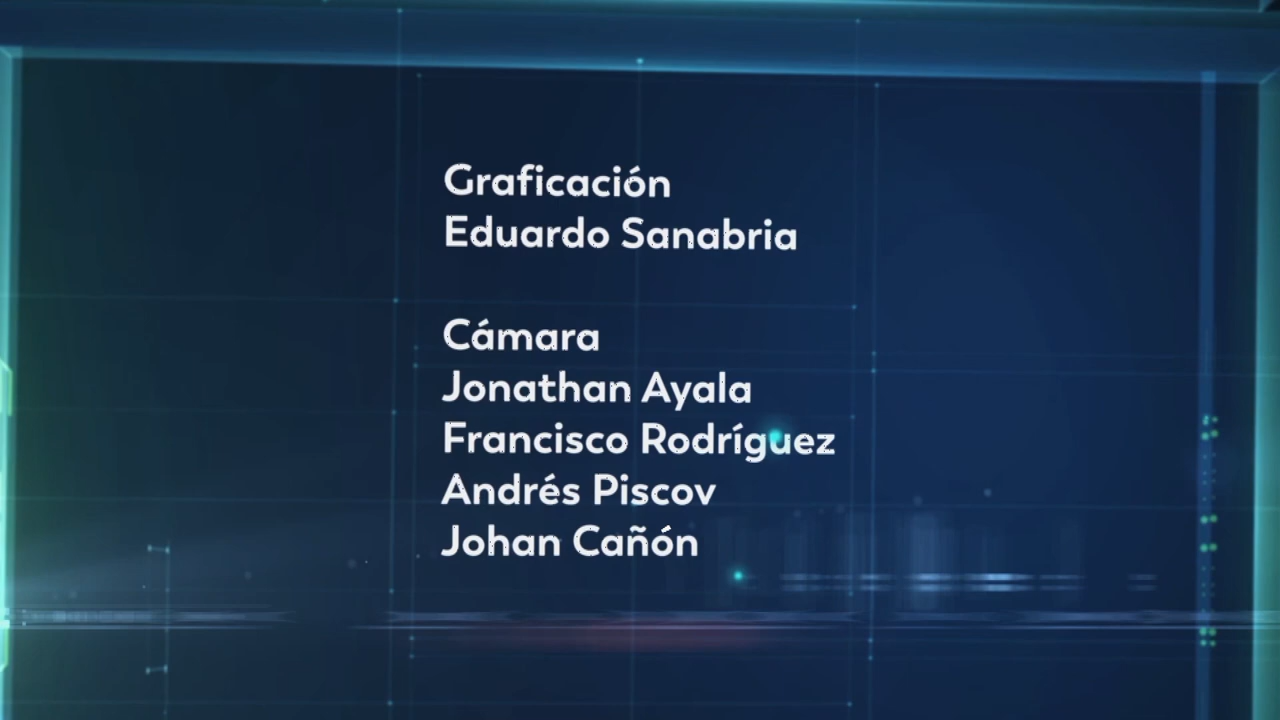 Graficación
Eduardo Sanabria
Cámara
Jonathan Ayala
Francisco Rodríguez
Andrés Piscov
Johan Cañón